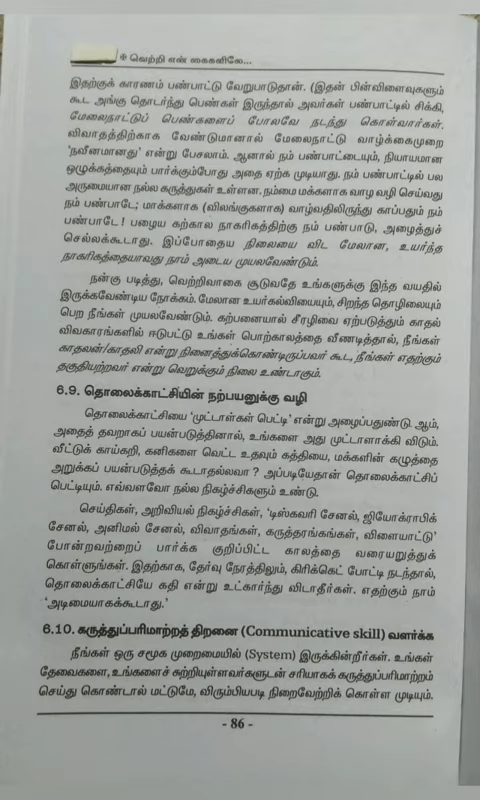 ❖ வெற்றி என் கைகளிலே...
இதற்குக் காரணம் பண்பாட்டு வேறுபாடுதான். (இதன் பின்விளைவுகளும்
கூட அங்கு தொடர்ந்து பெண்கள் இருந்தால் அவர்கள் பண்பாட்டில் சிக்கி,
மேலைநாட்டுப் பெண்களைப் போலவே நடந்து கொள்வார்கள்.
விவாதத்திற்காக வேண்டுமானால் மேலைநாட்டு வாழ்க்கைமுறை
'நவீனமானது' என்று பேசலாம். ஆனால் நம் பண்பாட்டையும், நியாயமான
ஒழுக்கத்தையும் பார்க்கும்போது அதை ஏற்க முடியாது. நம் பண்பாட்டில் பல
அருமையான நல்ல கருத்துகள் உள்ளன. நம்மை மக்களாக வாழ வழி செய்வது
நம் பண்பாடே; மாக்களாக (விலங்குகளாக) வாழ்வதிலிருந்து காப்பதும் நம்
பண்பாடே ! பழைய கற்கால நாகரிகத்திற்கு நம் பண்பாடு, அழைத்துச்
செல்லக்கூடாது. இப்போதைய நிலையை விட மேலான, உயர்ந்த
நாகரிகத்தையாவது நாம் அடைய முயலவேண்டும்.
நன்கு படித்து, வெற்றிவாகை சூடுவதே உங்களுக்கு இந்த வயதில்
இருக்கவேண்டிய நோக்கம். மேலான உயர்கல்வியையும், சிறந்த தொழிலையும்
பெற நீங்கள் முயலவேண்டும். கற்பனையால் சீரழிவை ஏற்படுத்தும் காதல்
விவகாரங்களில் ஈடுபட்டு உங்கள் பொற்காலத்தை வீணடித்தால், நீங்கள்
காதலன்/காதலி என்று நினைத்துக்கொண்டிருப்பவர் கூட, நீங்கள் எதற்கும்
தகுதியற்றவர் என்று வெறுக்கும் நிலை உண்டாகும்.
6.9. தொலைக்காட்சியின் நற்பயனுக்கு வழி
தொலைக்காட்சியை 'முட்டாள்கள் பெட்டி' என்று அழைப்பதுண்டு. ஆம்,
அதைத் தவறாகப் பயன்படுத்தினால், உங்களை அது முட்டாளாக்கி விடும்.
வீட்டுக் காய்கறி, கனிகளை வெட்ட உதவும் கத்தியை, மக்களின் கழுத்தை
அறுக்கப் பயன்படுத்தக் கூடாதல்லவா ? அப்படியேதான் தொலைக்காட்சிப்
பெட்டியும். எவ்வளவோ நல்ல நிகழ்ச்சிகளும் உண்டு.
செய்திகள், அறிவியல் நிகழ்ச்சிகள், 'டிஸ்கவரி சேனல், ஜியோக்ராபிக்
சேனல், அனிமல் சேனல், விவாதங்கள், கருத்தரங்கங்கள், விளையாட்டு'
போன்றவற்றைப் பார்க்க குறிப்பிட்ட காலத்தை வரையறுத்துக்
கொள்ளுங்கள். இதற்காக, தேர்வு நேரத்திலும், கிரிக்கெட் போட்டி நடந்தால்,
தொலைக்காட்சியே கதி என்று உட்கார்ந்து விடாதீர்கள். எதற்கும் நாம்
'அடிமையாகக்கூடாது.'
6.10. கருத்துப்பரிமாற்றத் திறனை (Communicative skill) வளர்க்க
நீங்கள் ஒரு சமூக முறைமையில் (System) இருக்கின்றீர்கள். உங்கள்
தேவைகளை, உங்களைச் சுற்றியுள்ளவர்களுடன் சரியாகக் கருத்துப்பரிமாற்றம்
செய்து கொண்டால் மட்டுமே, விரும்பியபடி நிறைவேற்றிக் கொள்ள முடியும்.
- 86 -